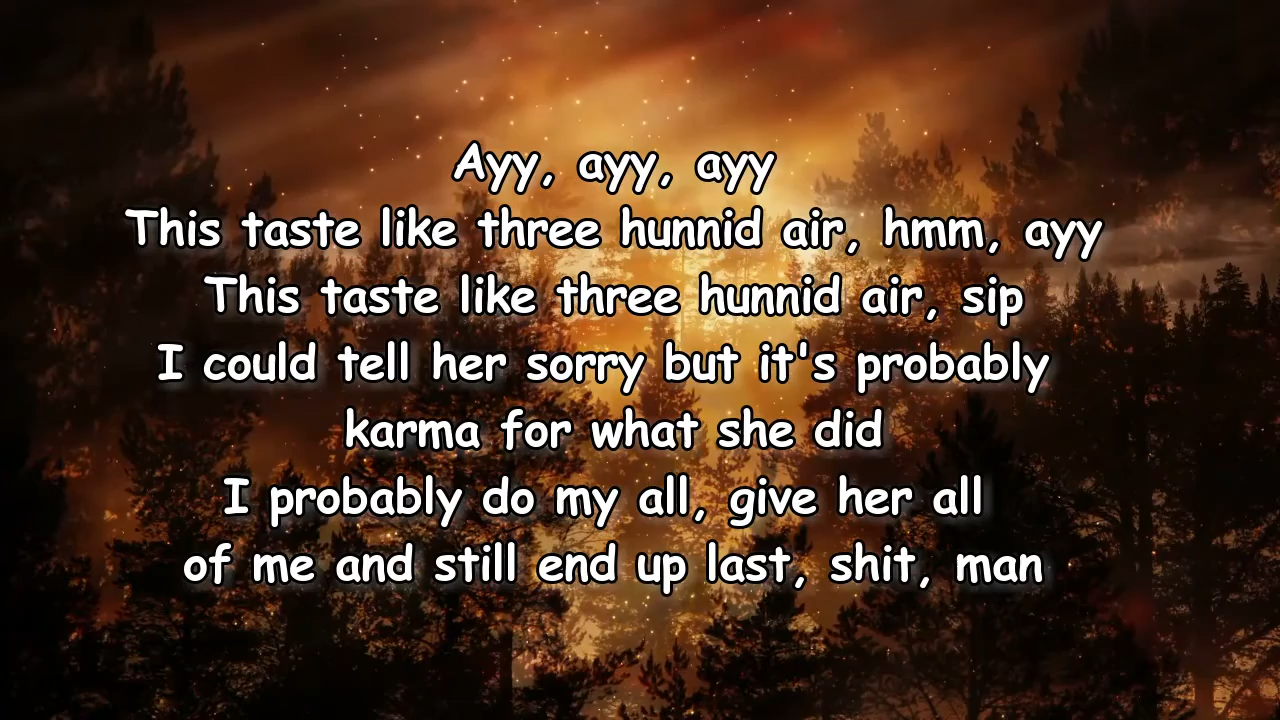 Ayy, ayy, ayy
This taste like three hunnid air, hmm, ayy
This taste like three hunnid air, sip
I could tell her sorry but it's probably
karma for what she did
I probably do my all, give her all
of me and still end up last, shit, man